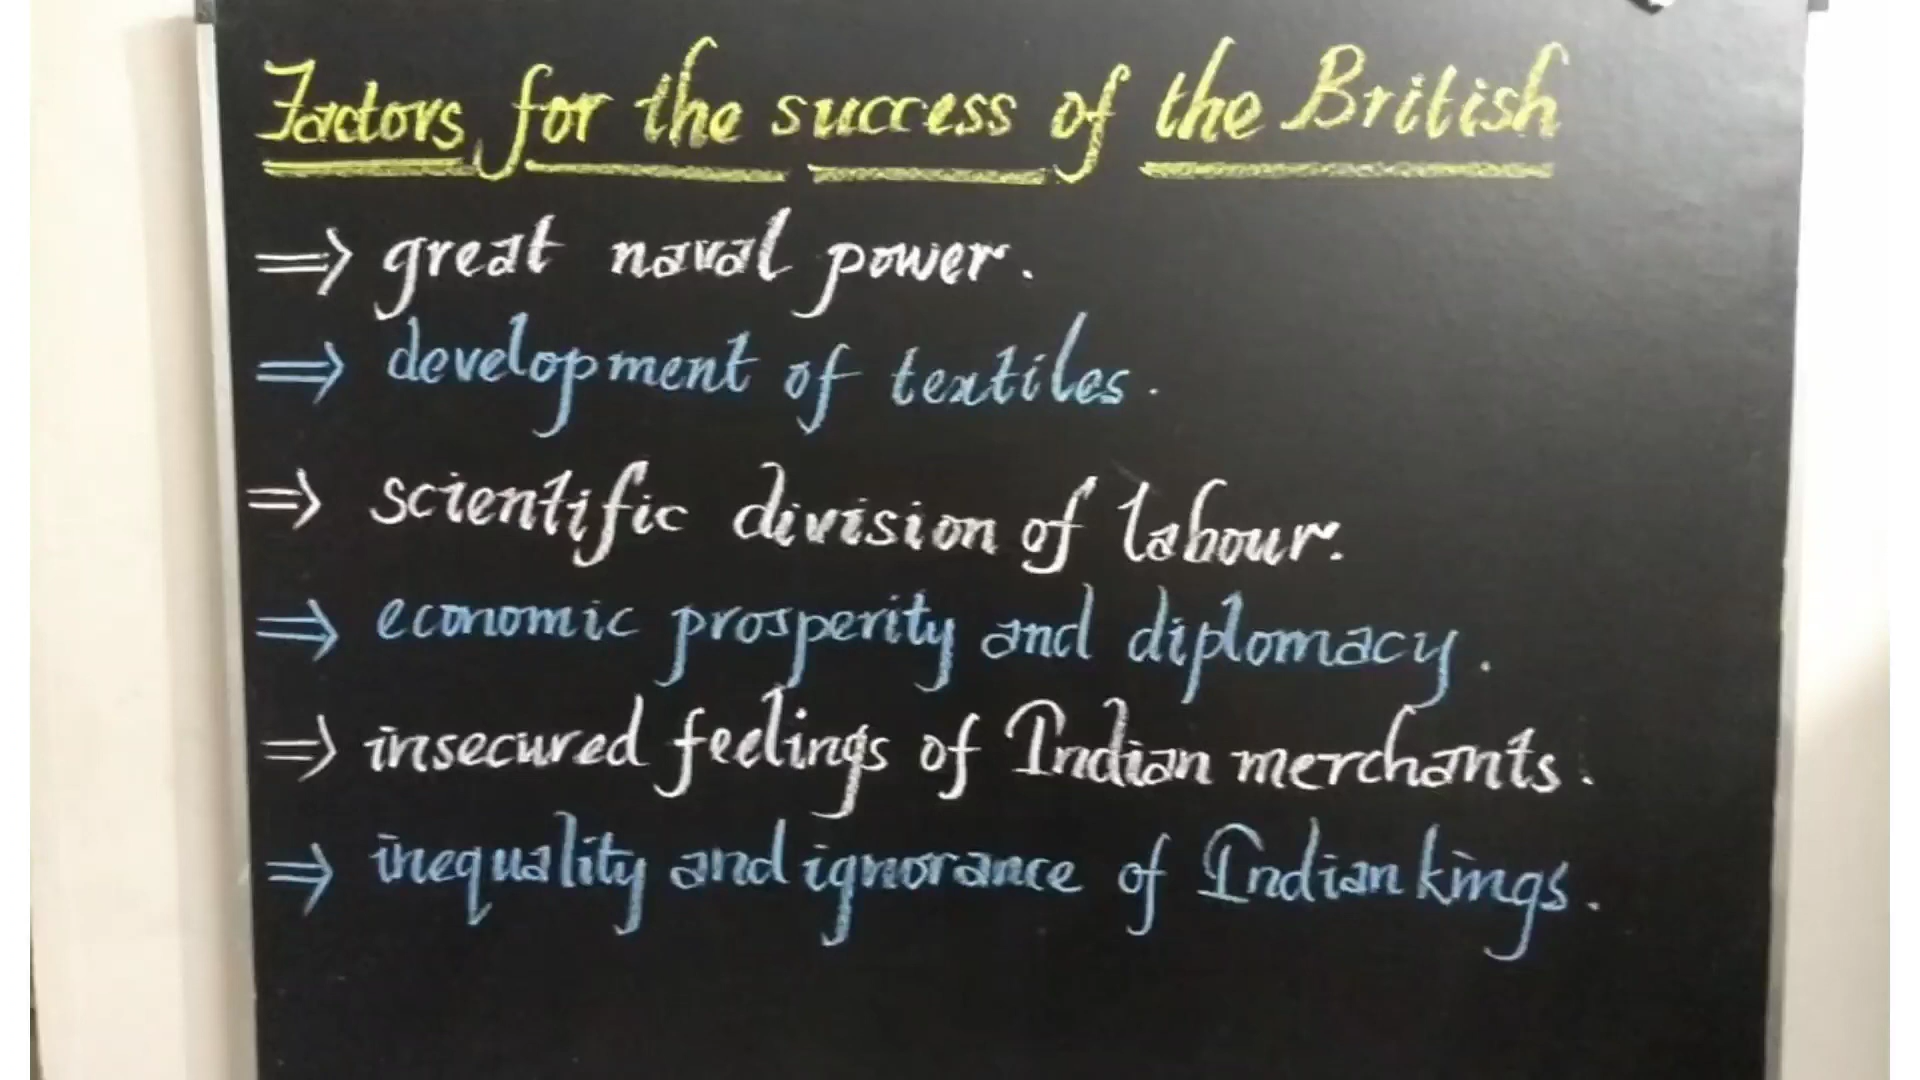 Factors for the success of the British
=> great naval power.
=> development of textiles.
=> scientific division of labour.
=> economic prosperity and diplomacy.
=> insecured feelings of Indian merchants.
=> inequality and ignorance of Indian kings.